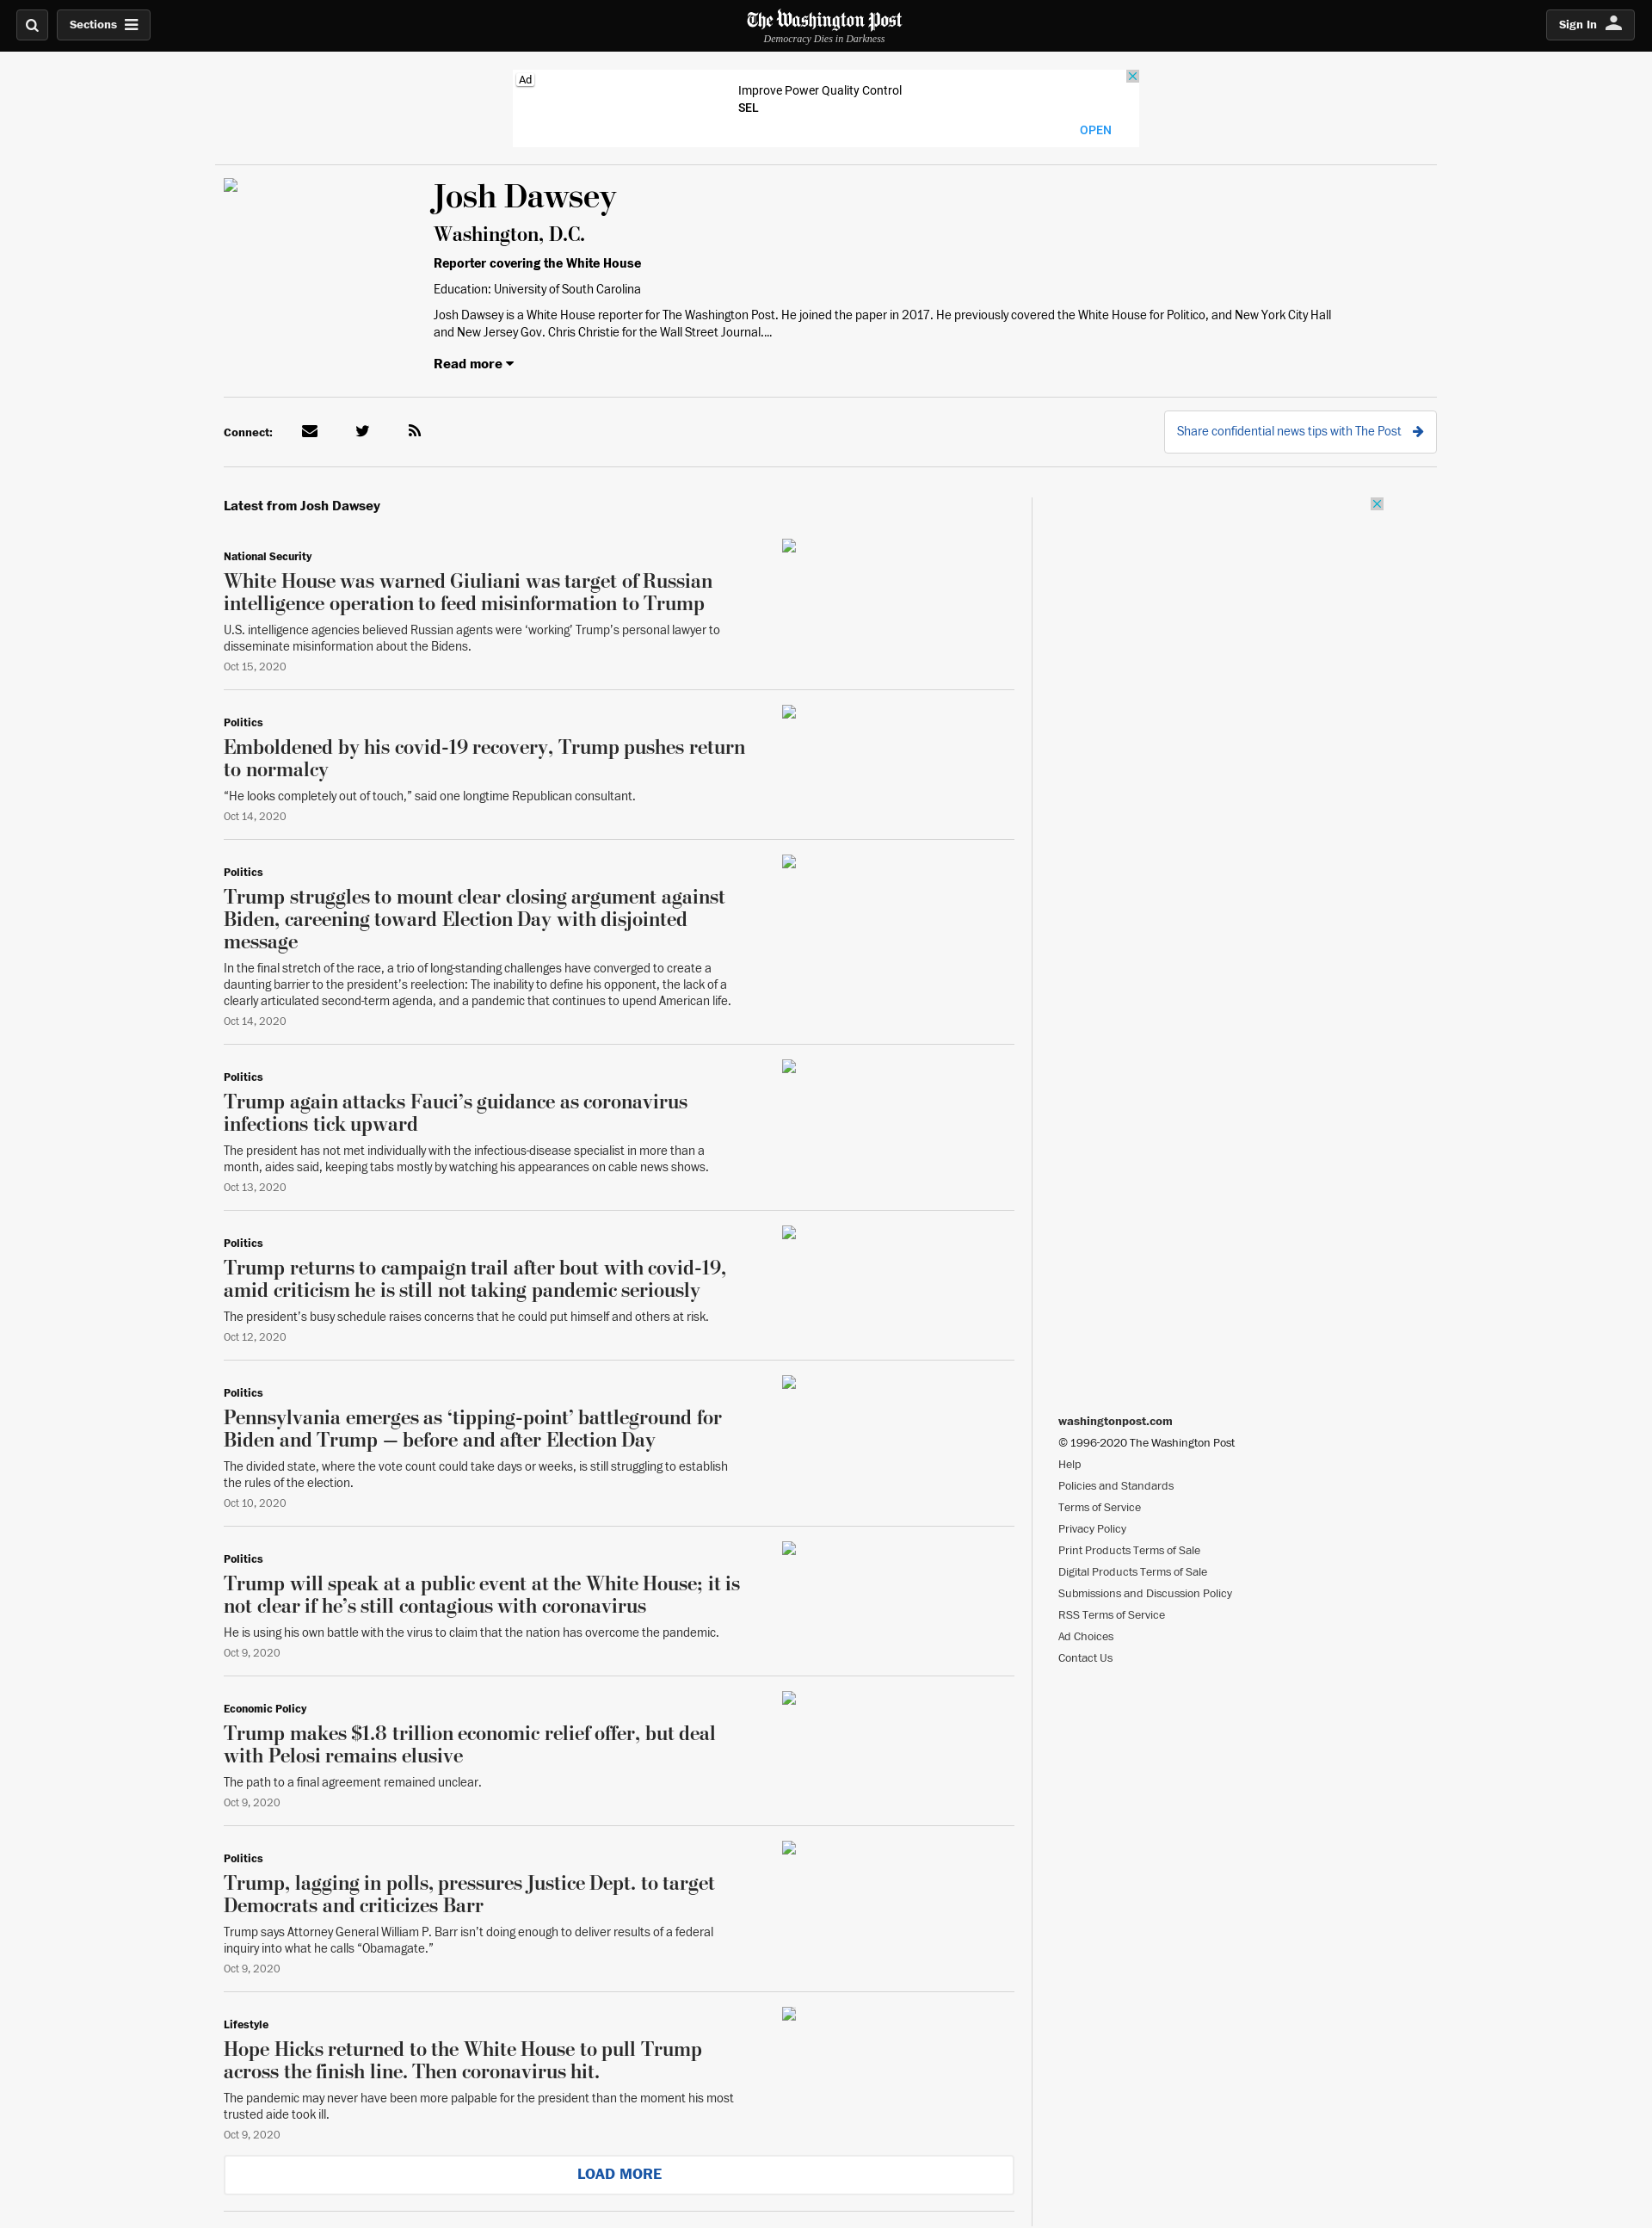 Sections
The Washington Post
Democracy Dies in Darkness
Sign In
Ad
Improve Power Quality Control
SEL
OPEN
Josh Dawsey
Washington, D.C.
Reporter covering the White House
Education: University of South Carolina
Josh Dawsey is a White House reporter for The Washington Post. He joined the paper in 2017. He previously covered the White House for Politico, and New York City Hall
and New Jersey Gov. Chris Christie for the Wall Street Journal....
Read more
Connect:
Share confidential news tips with The Post
Latest from Josh Dawsey
National Security
White House was warned Giuliani was target of Russian
intelligence operation to feed misinformation to Trump
U.S. intelligence agencies believed Russian agents were ‘working’ Trump’s personal lawyer to
disseminate misinformation about the Bidens.
Oct 15, 2020
Politics
Emboldened by his covid-19 recovery, Trump pushes return
to normalcy
“He looks completely out of touch,” said one longtime Republican consultant.
Oct 14, 2020
Politics
Trump struggles to mount clear closing argument against
Biden, careening toward Election Day with disjointed
message
In the final stretch of the race, a trio of long-standing challenges have converged to create a
daunting barrier to the president’s reelection: The inability to define his opponent, the lack of a
clearly articulated second-term agenda, and a pandemic that continues to upend American life.
Oct 14, 2020
Politics
Trump again attacks Fauci’s guidance as coronavirus
infections tick upward
The president has not met individually with the infectious-disease specialist in more than a
month, aides said, keeping tabs mostly by watching his appearances on cable news shows.
Oct 13, 2020
Politics
Trump returns to campaign trail after bout with covid-19,
amid criticism he is still not taking pandemic seriously
The president’s busy schedule raises concerns that he could put himself and others at risk.
Oct 12, 2020
Politics
Pennsylvania emerges as ‘tipping-point’ battleground for
Biden and Trump — before and after Election Day
The divided state, where the vote count could take days or weeks, is still struggling to establish
the rules of the election.
Oct 10, 2020
Politics
Trump will speak at a public event at the White House; it is
not clear if he’s still contagious with coronavirus
He is using his own battle with the virus to claim that the nation has overcome the pandemic.
Oct 9, 2020
Economic Policy
Trump makes $1.8 trillion economic relief offer, but deal
with Pelosi remains elusive
The path to a final agreement remained unclear.
Oct 9, 2020
Politics
Trump, lagging in polls, pressures Justice Dept. to target
Democrats and criticizes Barr
Trump says Attorney General William P. Barr isn’t doing enough to deliver results of a federal
inquiry into what he calls “Obamagate.”
Oct 9, 2020
Lifestyle
Hope Hicks returned to the White House to pull Trump
across the finish line. Then coronavirus hit.
The pandemic may never have been more palpable for the president than the moment his most
trusted aide took ill.
Oct 9, 2020
LOAD MORE
washingtonpost.com
© 1996-2020 The Washington Post
Help
Policies and Standards
Terms of Service
Privacy Policy
Print Products Terms of Sale
Digital Products Terms of Sale
Submissions and Discussion Policy
RSS Terms of Service
Ad Choices
Contact Us